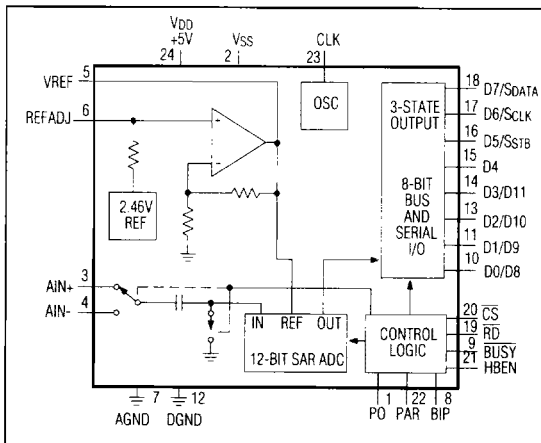 VDD
+5V
24
VSS
2
CLK
23
5
VREF
6
REFADJ
OSC
2.46V
REF
3-STATE
OUTPUT
8-BIT
BUS
AND
SERIAL
I/O
18 D7/SDATA
17 D6/SCLK
16 D5/SSTB
15 D4
14 D3/D11
13 D2/D10
11 D1/D9
10 D0/D8
3
AIN+
4
AIN-
IN REF OUT
12-BIT SAR ADC
CONTROL
LOGIC
20 CS
19 RD
9 BUSY
21 HBEN
7
AGND
12
DGND
1
PO
22
PAR
8
BIP